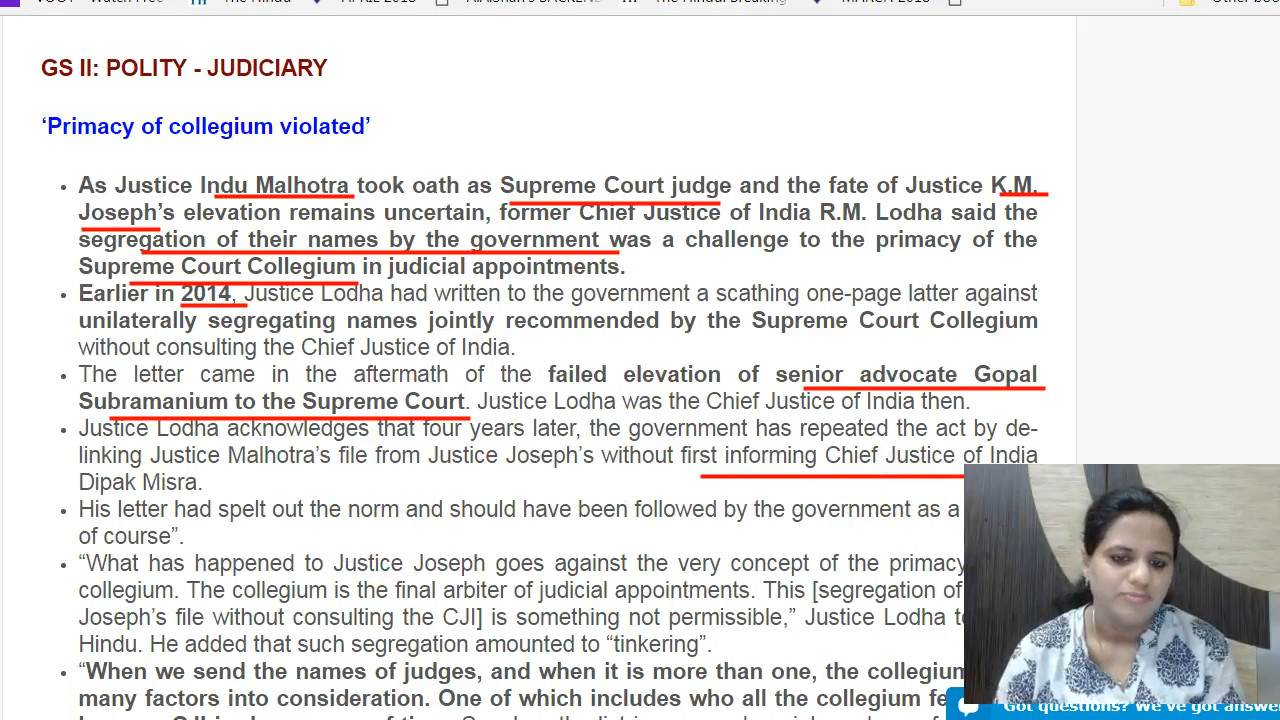 GS II: POLITY - JUDICIARY
‘Primacy of collegium violated’
• As Justice Indu Malhotra took oath as Supreme Court judge and the fate of Justice K.M.
Joseph’s elevation remains uncertain, former Chief Justice of India R.M. Lodha said the
segregation of their names by the government was a challenge to the primacy of the
Supreme Court Collegium in judicial appointments.
• Earlier in 2014, Justice Lodha had written to the government a scathing one-page latter against
unilaterally segregating names jointly recommended by the Supreme Court Collegium
without consulting the Chief Justice of India.
• The letter came in the aftermath of the failed elevation of senior advocate Gopal
Subramanium to the Supreme Court. Justice Lodha was the Chief Justice of India then.
• Justice Lodha acknowledges that four years later, the government has repeated the act by de-
linking Justice Malhotra’s file from Justice Joseph’s without first informing Chief Justice of India
Dipak Misra.
• His letter had spelt out the norm and should have been followed by the government as a
of course”.
• “What has happened to Justice Joseph goes against the very concept of the primacy
collegium. The collegium is the final arbiter of judicial appointments. This [segregation of
Joseph’s file without consulting the CJI] is something not permissible,” Justice Lodha
Hindu. He added that such segregation amounted to “tinkering”.
• “When we send the names of judges, and when it is more than one, the collegium
many factors into consideration. One of which includes who all the collegium
Got questions? We've got